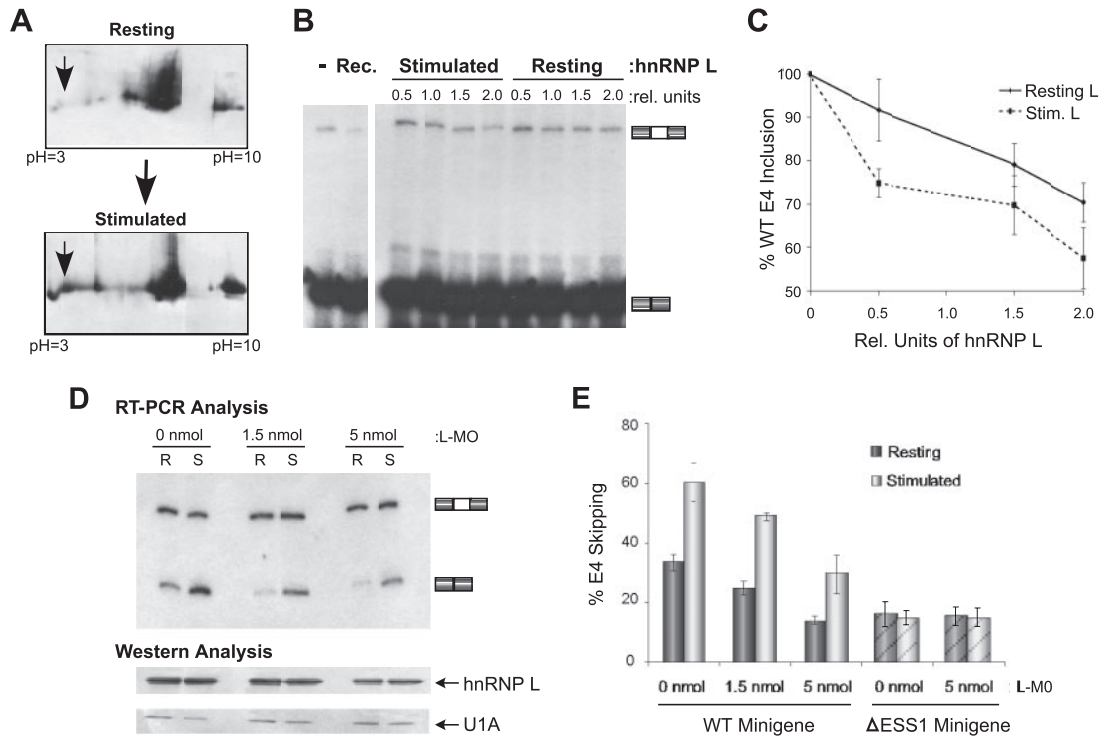 A
Resting
pH=3 pH=10
Stimulated
pH=3 pH=10
B
- Rec. Stimulated Resting :hnRNP L
0.5 1.0 1.5 2.0 0.5 1.0 1.5 2.0 :rel. units
C
% WT E4 Inclusion
100
90
80
70
60
50
0 0.5 1.0 1.5 2.0
Rel. Units of hnRNP L
Resting L
Stim. L
D
RT-PCR Analysis
0 nmol 1.5 nmol 5 nmol :L-MO
R S R S R S
Western Analysis
hnRNP L
U1A
E
% E4 Skipping
80
60
40
20
0
Resting
Stimulated
0 nmol 1.5 nmol 5 nmol 0 nmol 5 nmol : L-M0
WT Minigene ΔESS1 Minigene